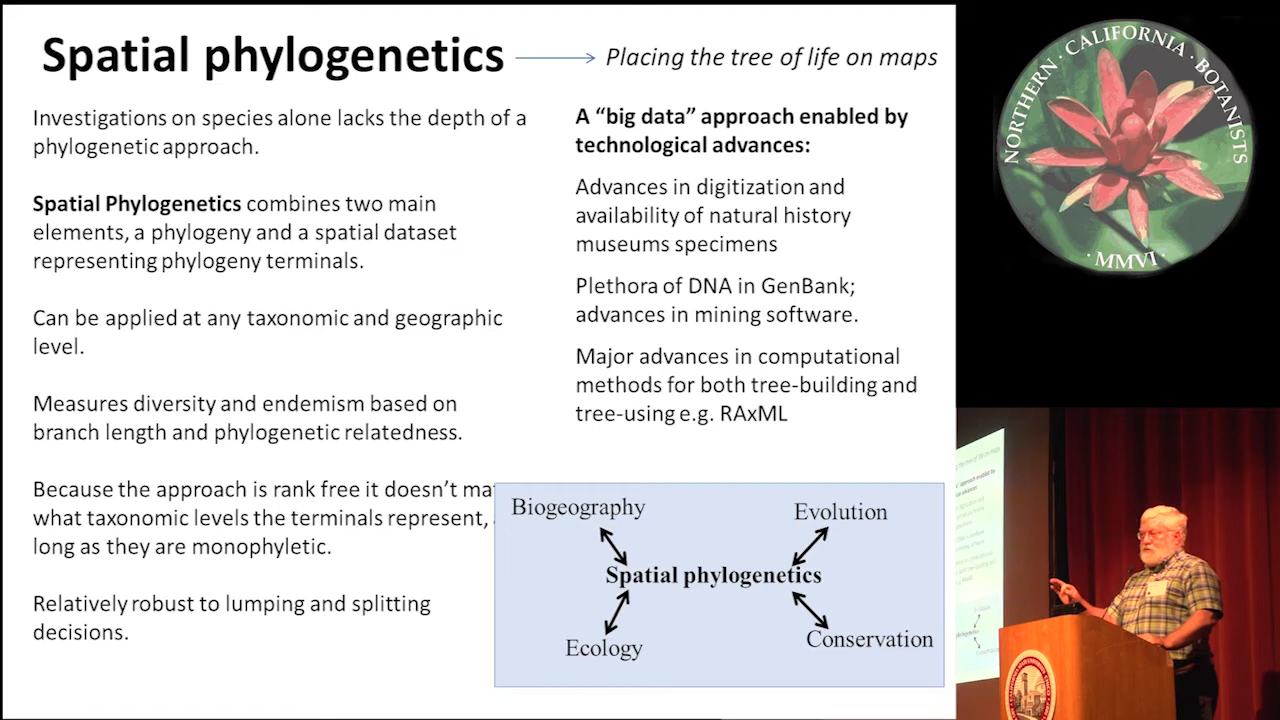 Spatial phylogenetics
Placing the tree of life on maps
Investigations on species alone lacks the depth of a
phylogenetic approach.
Spatial Phylogenetics combines two main
elements, a phylogeny and a spatial dataset
representing phylogeny terminals.
Can be applied at any taxonomic and geographic
level.
Measures diversity and endemism based on
branch length and phylogenetic relatedness.
Because the approach is rank free it doesn't
what taxonomic levels the terminals represent,
long as they are monophyletic.
Relatively robust to lumping and splitting
decisions.
A “big data” approach enabled by
technological advances:
Advances in digitization and
availability of natural history
museums specimens
Plethora of DNA in GenBank;
advances in mining software.
Major advances in computational
methods for both tree-building and
tree-using e.g. RAxML
Biogeography
Evolution
Spatial phylogenetics
Ecology
Conservation
NORTHERN · CALIFORNIA · BOTANISTS
· MMVI ·